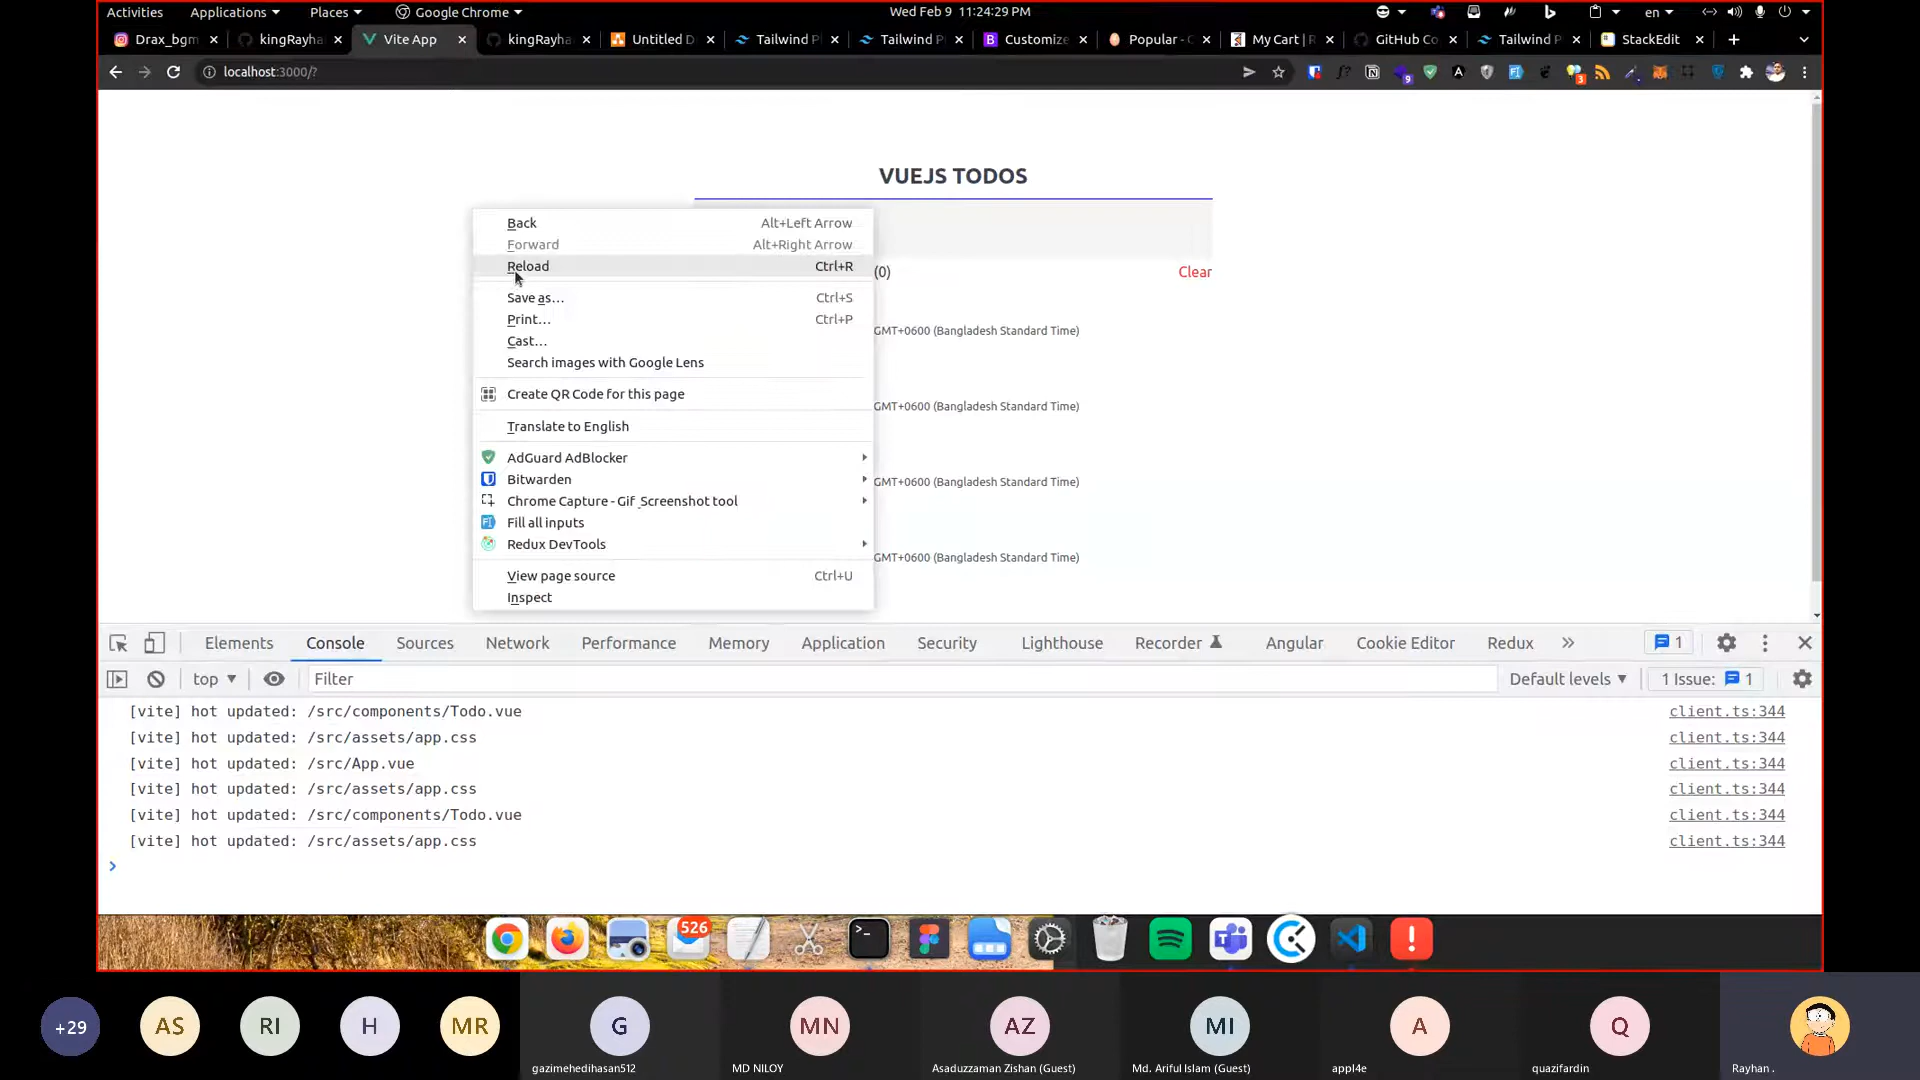 Activities Applications Places Google Chrome Wed Feb 9 11:24:29 PM en
Drax_bgm kingRayha Vite App kingRayha Untitled D Tailwind P Tailwind P Customize Popular - C My Cart | R GitHub Co Tailwind P StackEdit
localhost:3000/? 9 3
VUEJS TODOS
Back Alt+Left Arrow
Forward Alt+Right Arrow
Reload Ctrl+R
(0) Clear
Save as... Ctrl+S
Print... Ctrl+P
GMT+0600 (Bangladesh Standard Time)
Cast...
Search images with Google Lens
Create QR Code for this page
GMT+0600 (Bangladesh Standard Time)
Translate to English
AdGuard AdBlocker
Bitwarden
GMT+0600 (Bangladesh Standard Time)
Chrome Capture - Gif_Screenshot tool
Fill all inputs
Redux DevTools
GMT+0600 (Bangladesh Standard Time)
View page source Ctrl+U
Inspect
Elements Console Sources Network Performance Memory Application Security Lighthouse Recorder Angular Cookie Editor Redux 1
top Filter Default levels 1 Issue: 1
[vite] hot updated: /src/components/Todo.vue client.ts:344
[vite] hot updated: /src/assets/app.css client.ts:344
[vite] hot updated: /src/App.vue client.ts:344
[vite] hot updated: /src/assets/app.css client.ts:344
[vite] hot updated: /src/components/Todo.vue client.ts:344
[vite] hot updated: /src/assets/app.css client.ts:344
526
+29 AS RI H MR G MN AZ MI A Q
gazimehedihasan512 MD NILOY Asaduzzaman Zishan (Guest) Md. Ariful Islam (Guest) appl4e quazifardin Rayhan .